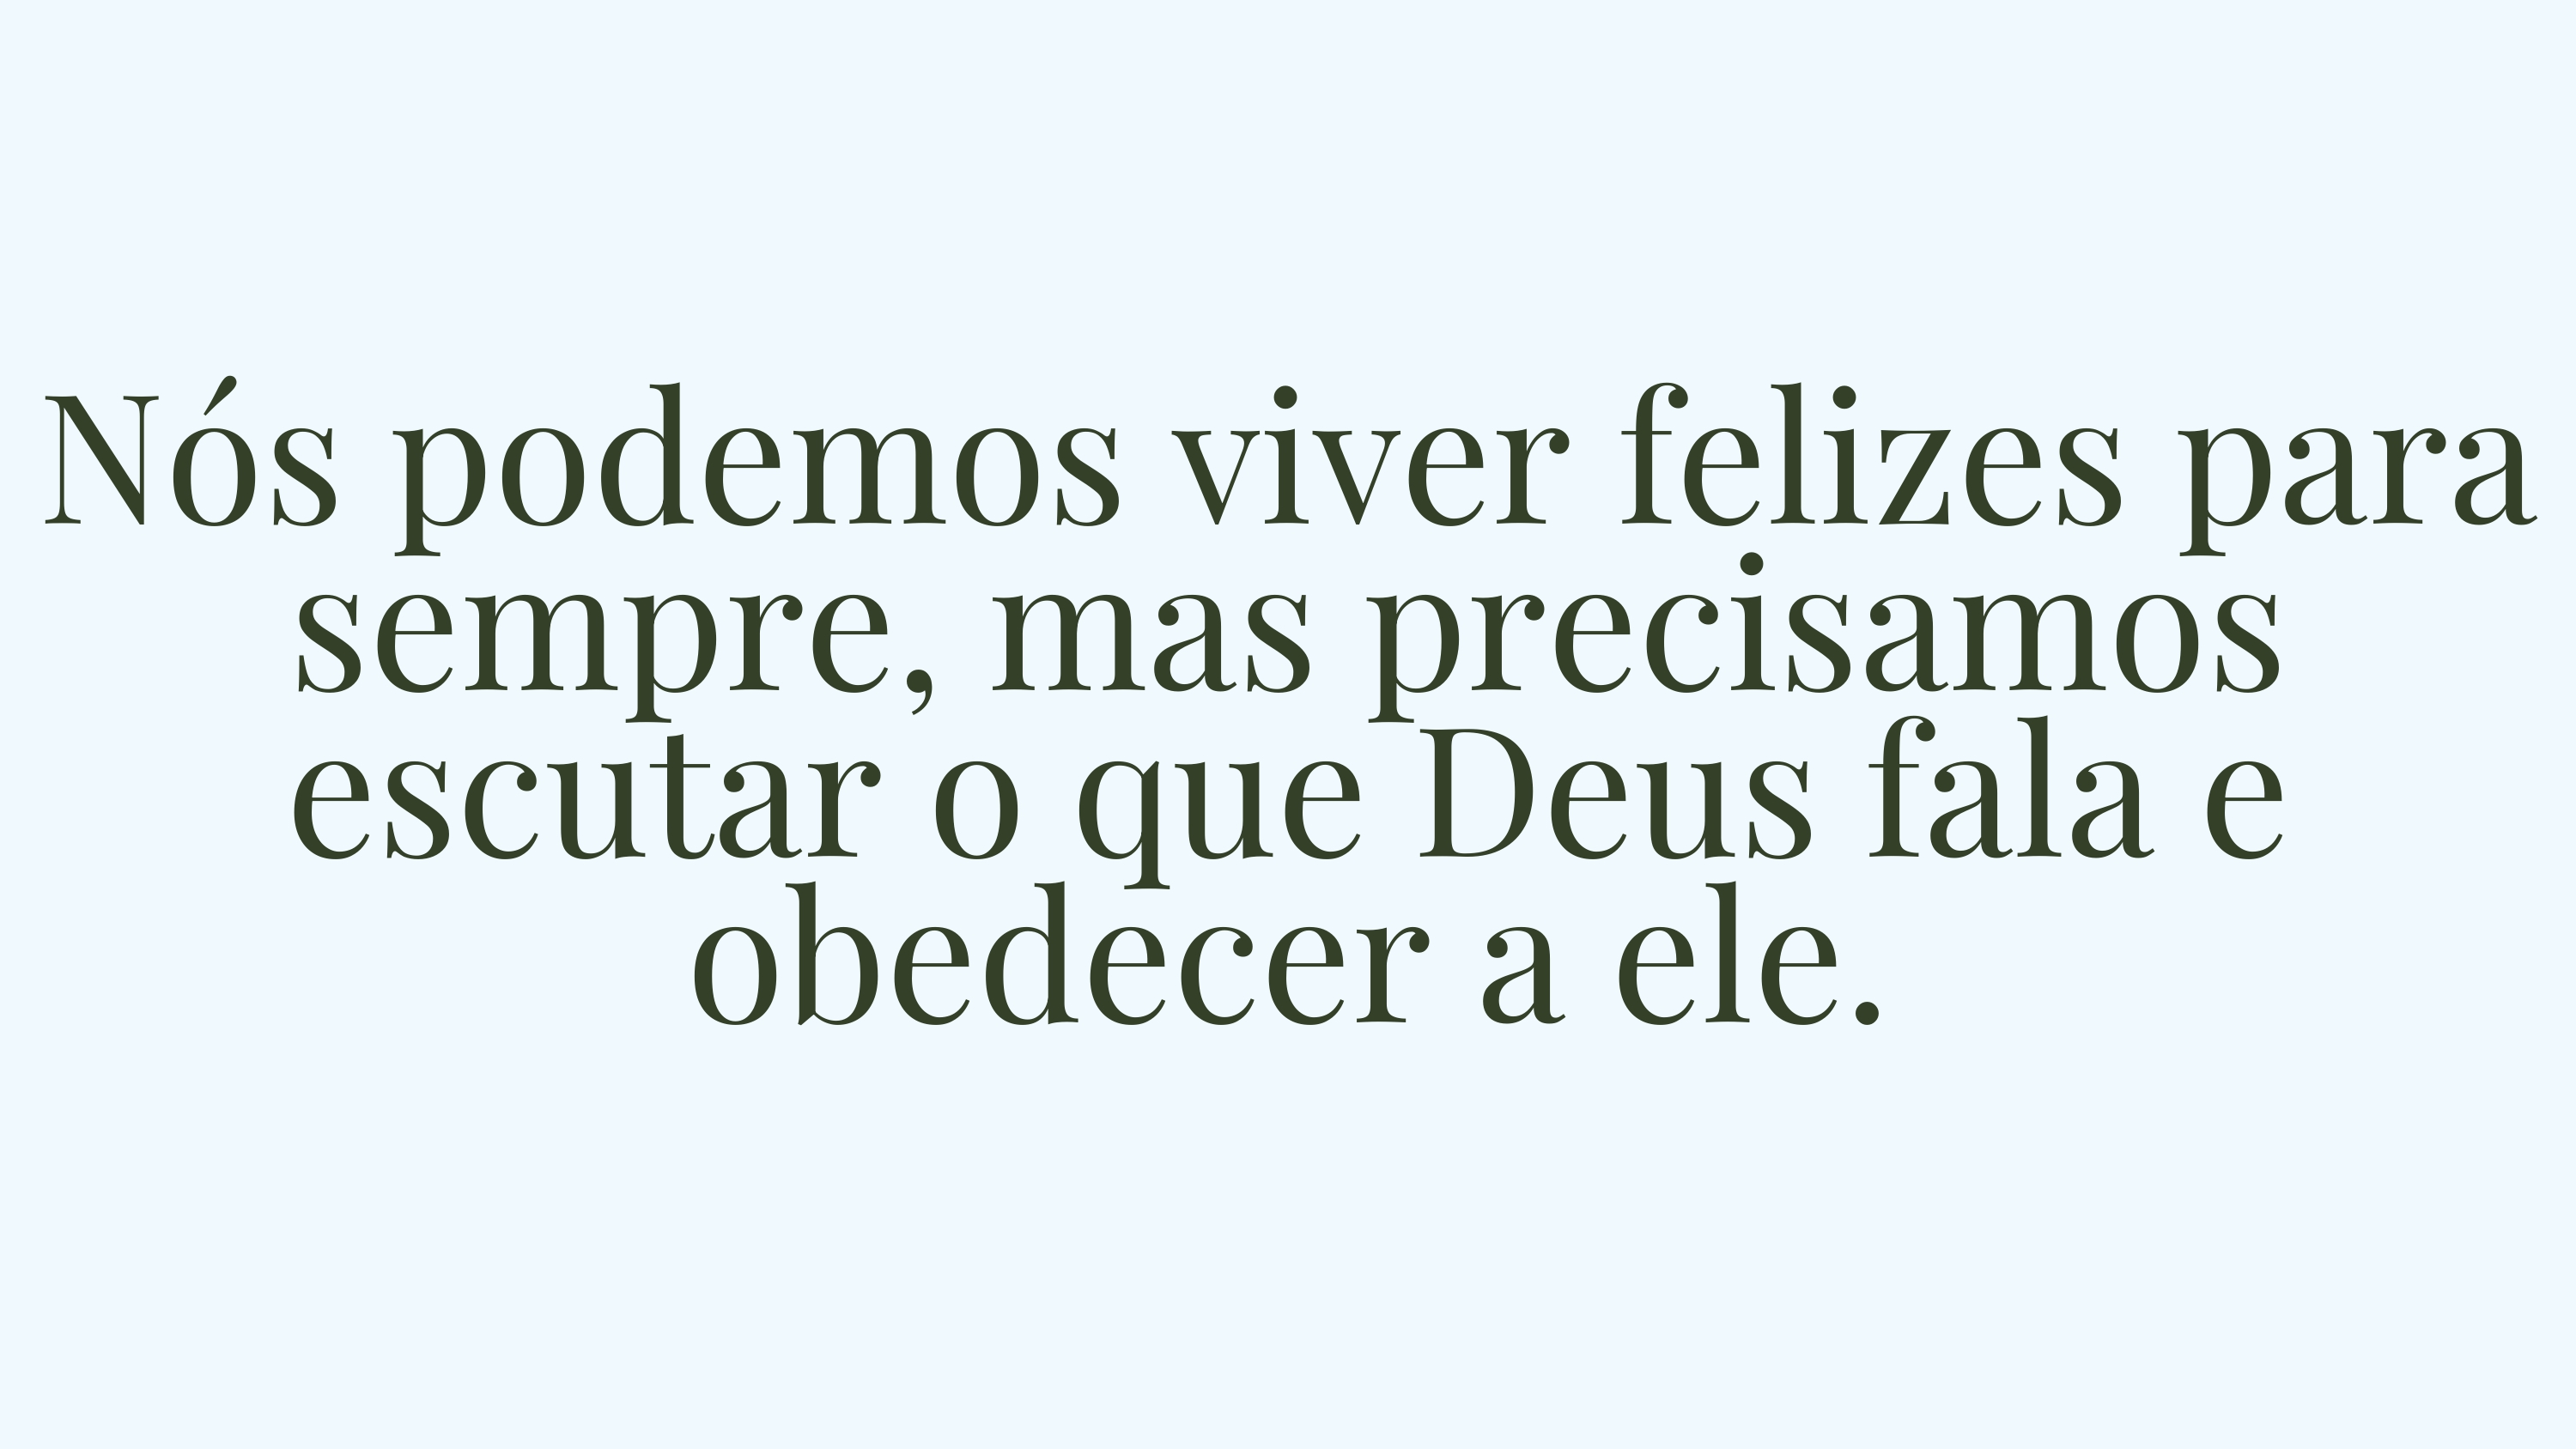 Nós podemos viver felizes para
sempre, mas precisamos
escutar o que Deus fala e
obedecer a ele.